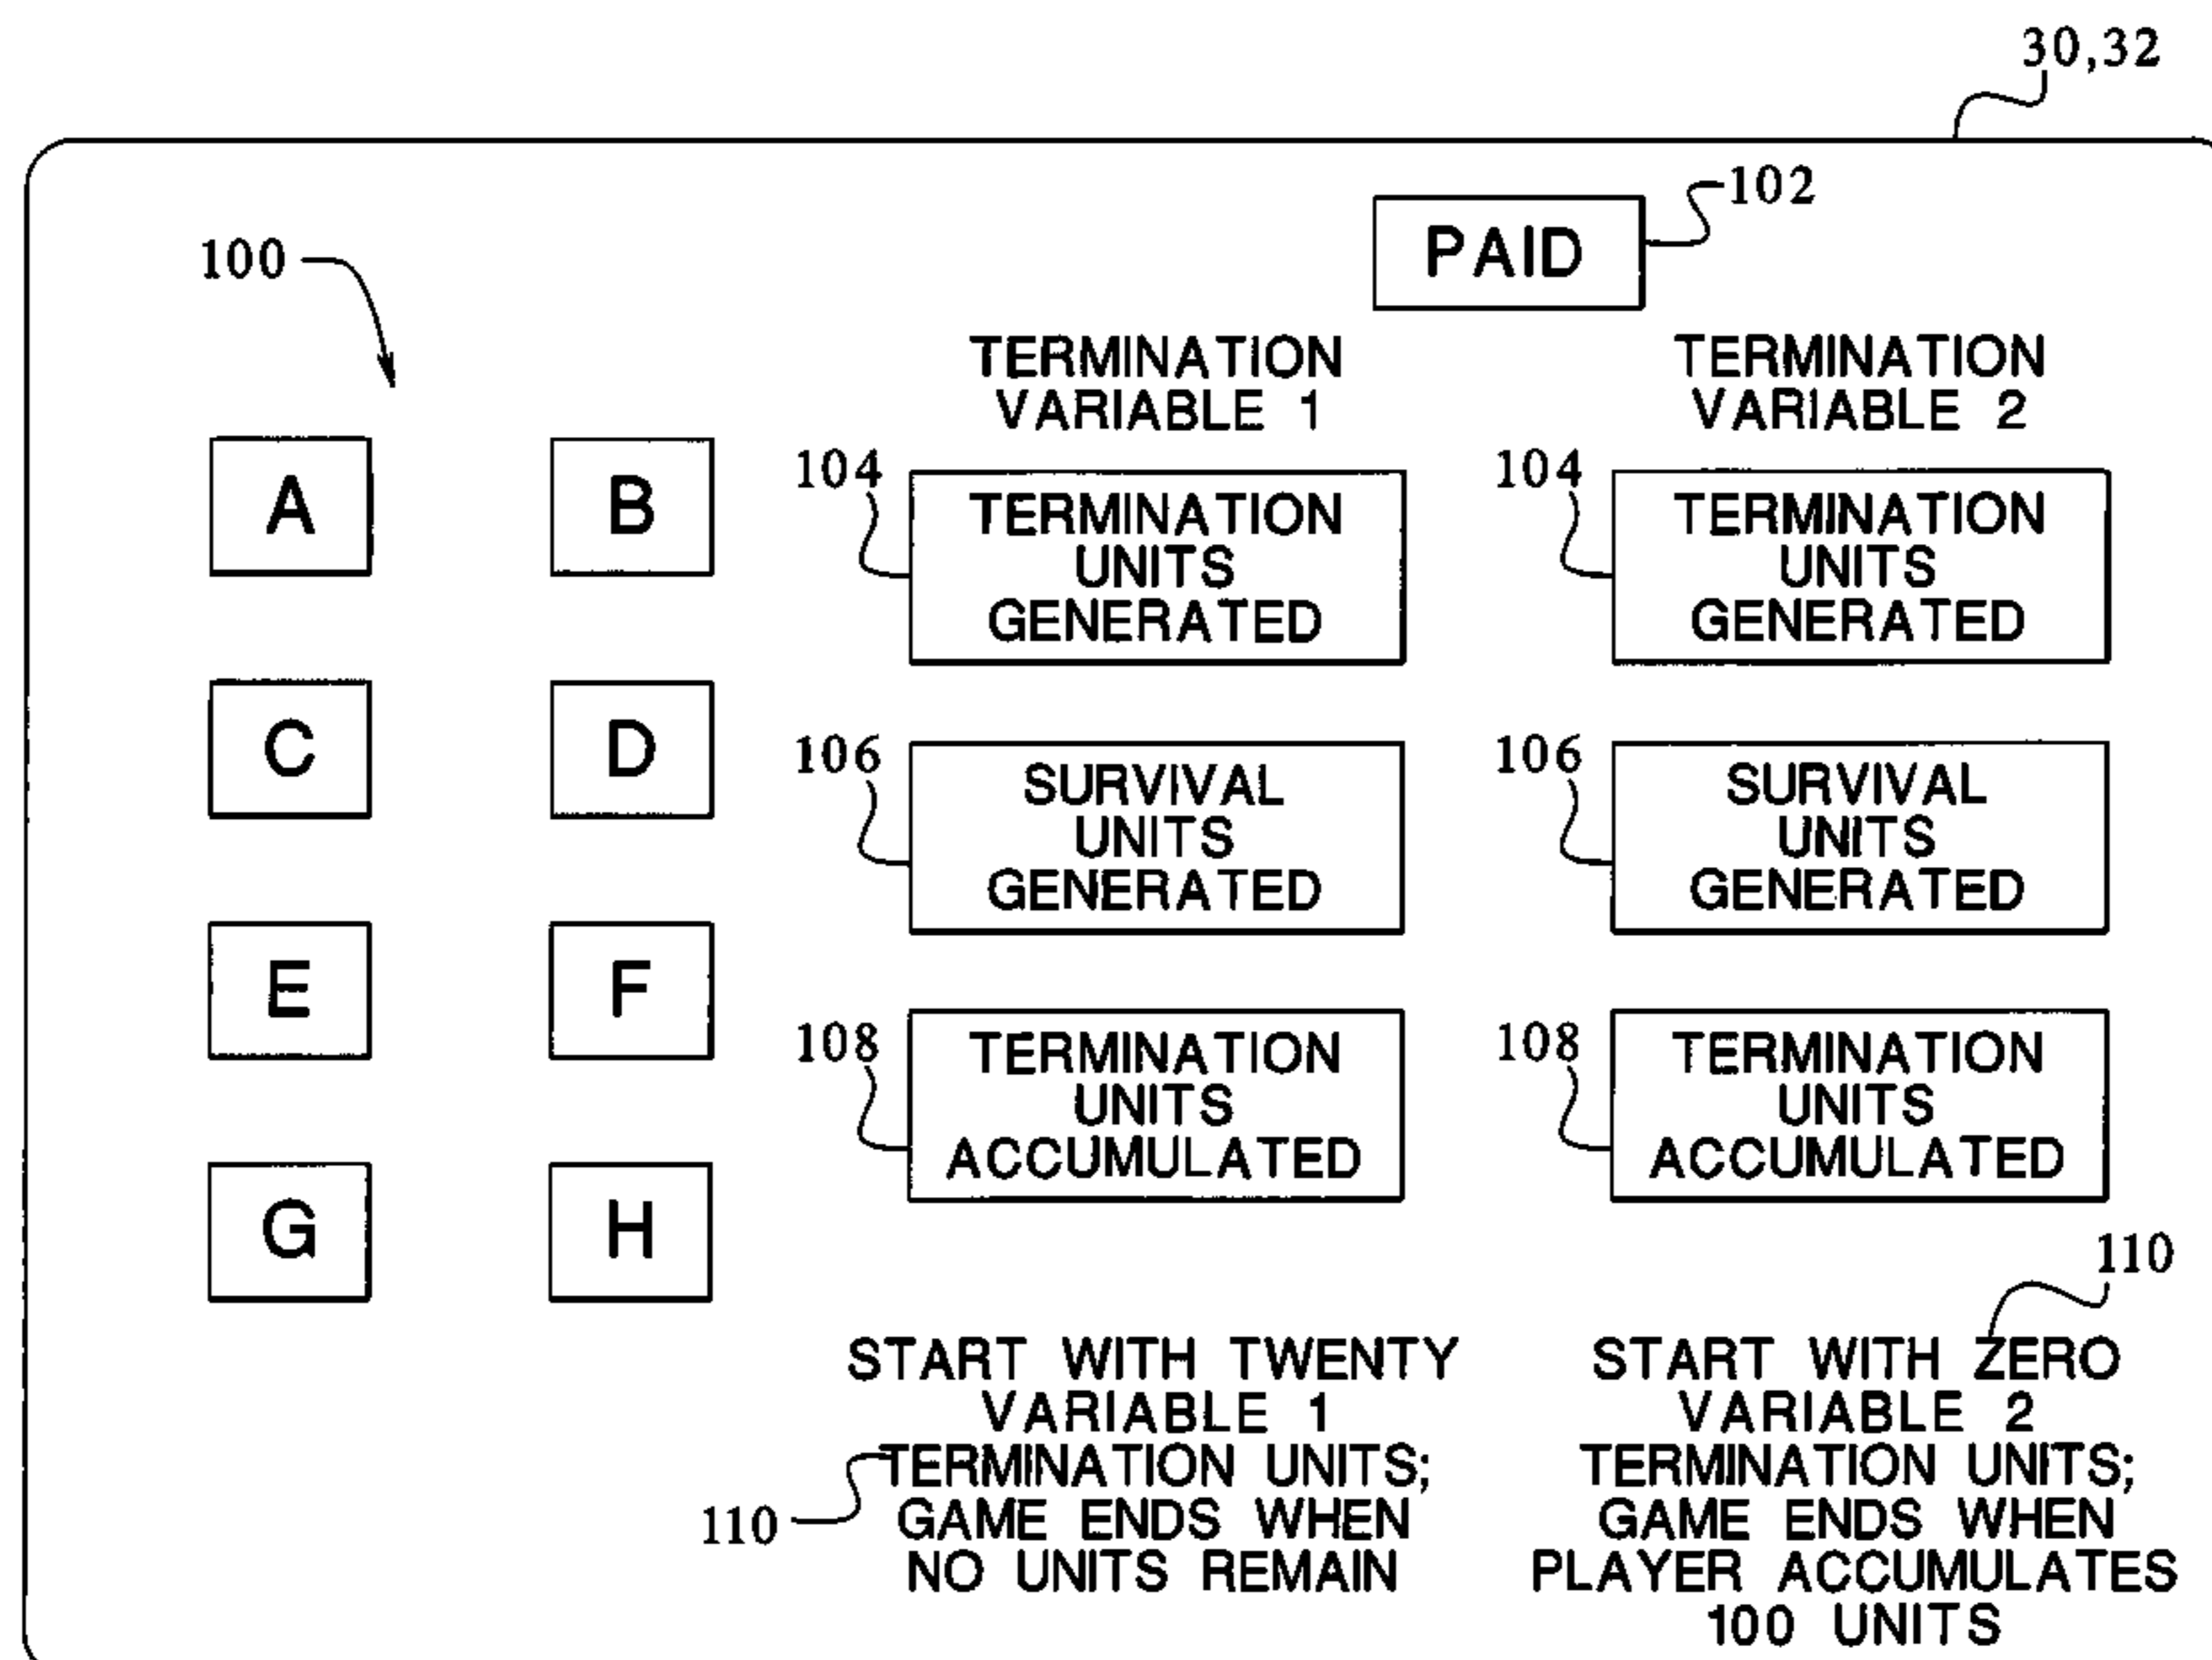 30,32
102
PAID
100
TERMINATION
VARIABLE 1
TERMINATION
VARIABLE 2
A
B
C
D
E
F
G
H
104
TERMINATION
UNITS
GENERATED
106
SURVIVAL
UNITS
GENERATED
108
TERMINATION
UNITS
ACCUMULATED
104
TERMINATION
UNITS
GENERATED
106
SURVIVAL
UNITS
GENERATED
108
TERMINATION
UNITS
ACCUMULATED
START WITH TWENTY
VARIABLE 1
TERMINATION UNITS;
GAME ENDS WHEN
NO UNITS REMAIN
110
110
START WITH ZERO
VARIABLE 2
TERMINATION UNITS;
GAME ENDS WHEN
PLAYER ACCUMULATES
100 UNITS